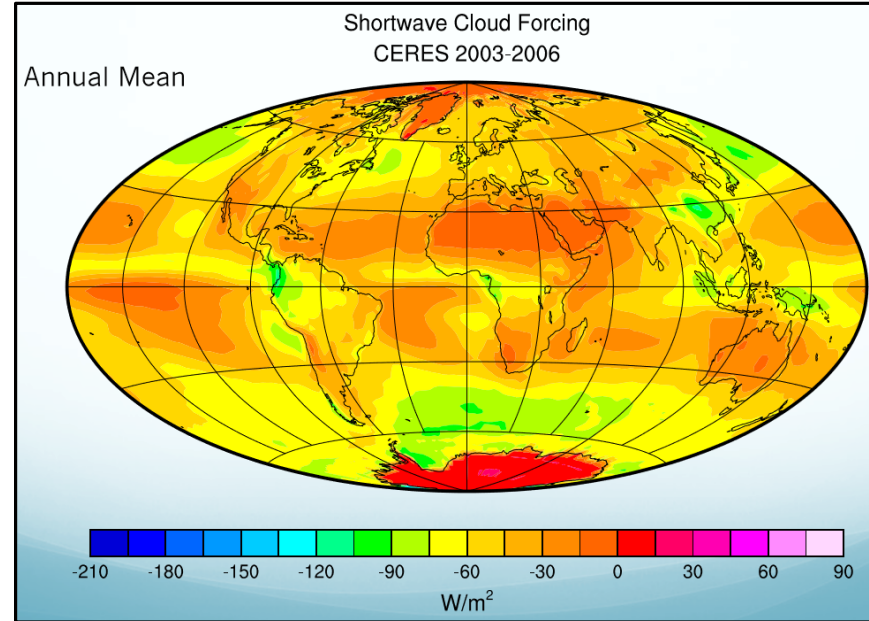 Shortwave Cloud Forcing
CERES 2003-2006
Annual Mean
-210 -180 -150 -120 -90 -60 -30 0 30 60 90
W/m²